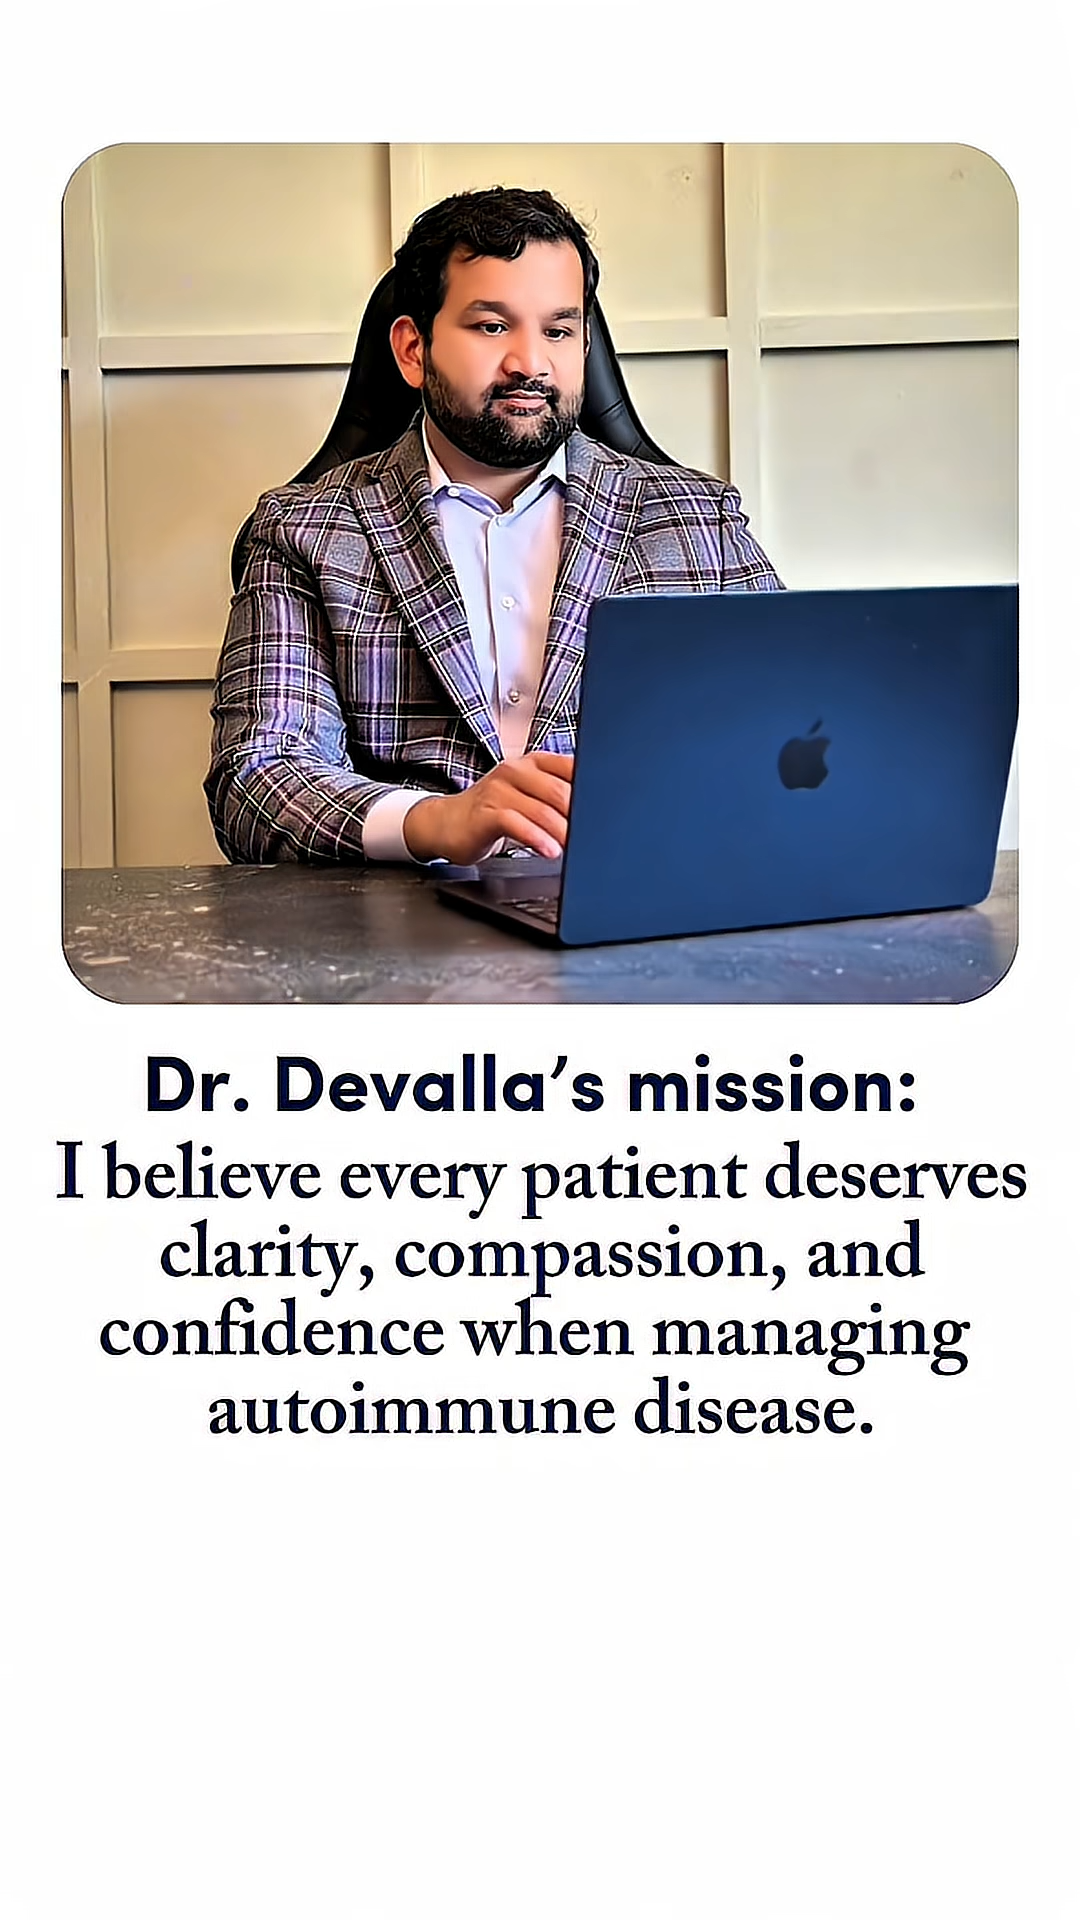 Dr. Devalla’s mission:
I believe every patient deserves
clarity, compassion, and
confidence when managing
autoimmune disease.